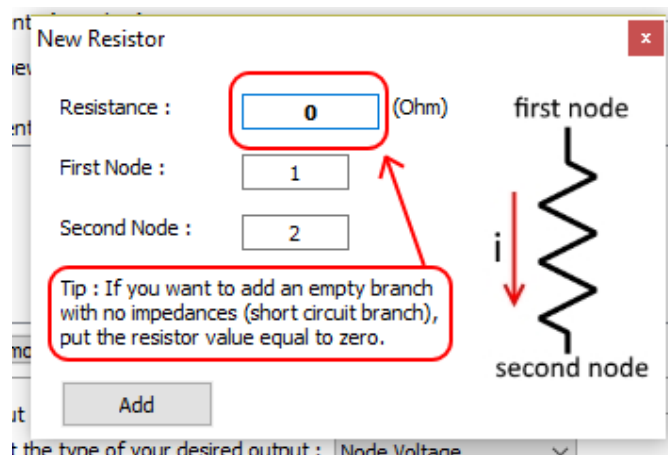 New Resistor
x
Resistance :
0
(Ohm)
first node
First Node :
1
Second Node :
2
i
Tip : If you want to add an empty branch
with no impedances (short circuit branch),
put the resistor value equal to zero.
second node
Add
the type of your desired output : Node Voltage